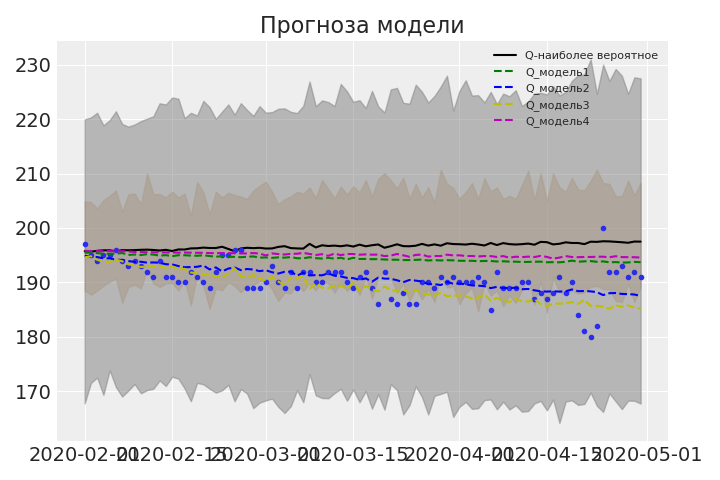 Прогноза модели
Q-наиболее вероятное
Q_модель1
Q_модель2
Q_модель3
Q_модель4
230
220
210
200
190
180
170
2020-02-01 2020-02-15 2020-03-01 2020-03-15 2020-04-01 2020-04-15 2020-05-01